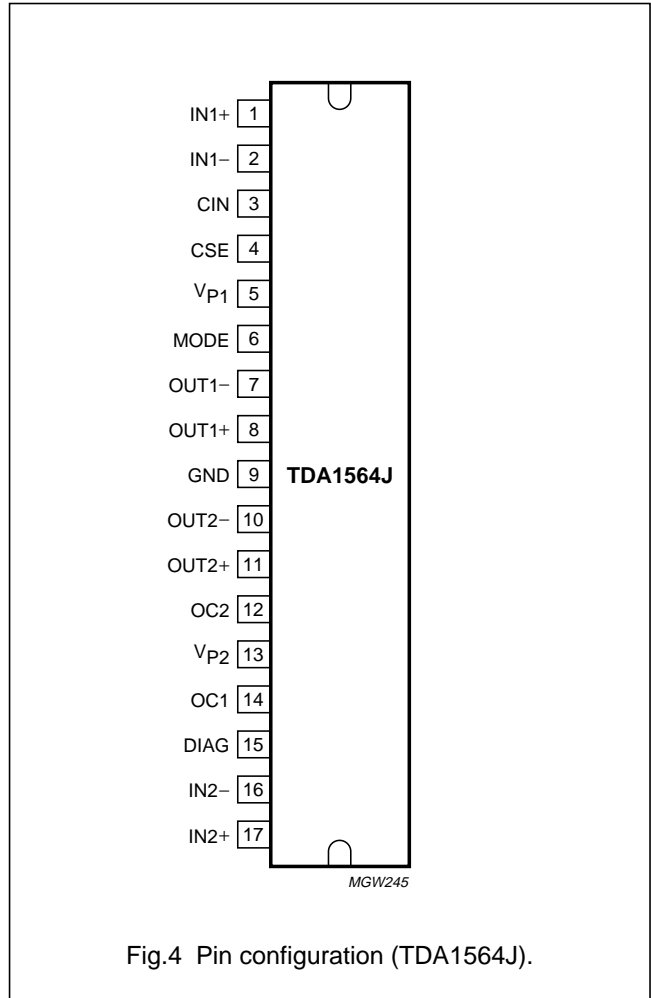 IN1+ 1
IN1− 2
CIN 3
CSE 4
VP1 5
MODE 6
OUT1− 7
OUT1+ 8
GND 9 TDA1564J
OUT2− 10
OUT2+ 11
OC2 12
VP2 13
OC1 14
DIAG 15
IN2− 16
IN2+ 17
MGW245
Fig.4 Pin configuration (TDA1564J).